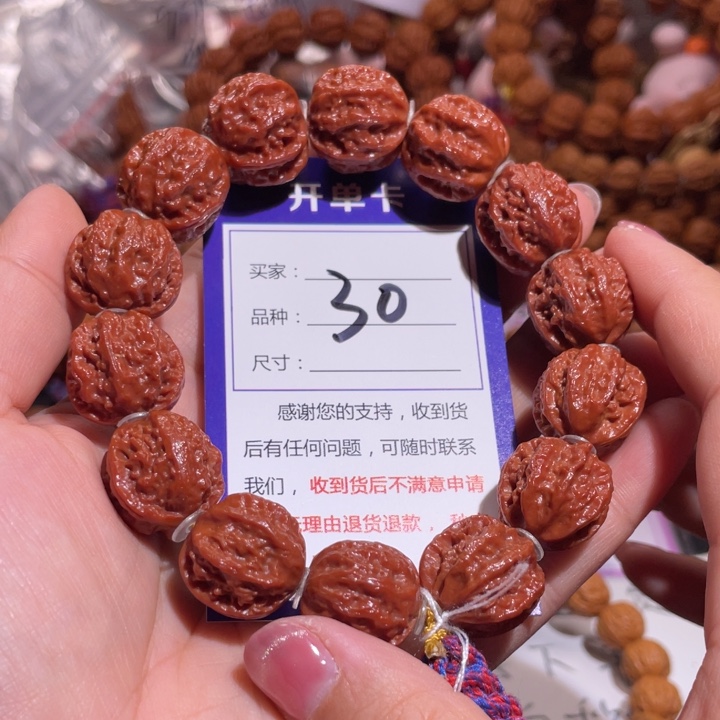 开单卡
买家：
品种：30
尺寸：
感谢您的支持，收到货
后有任何问题，可随时联系
我们，收到货后不满意申请
理由退货退款，